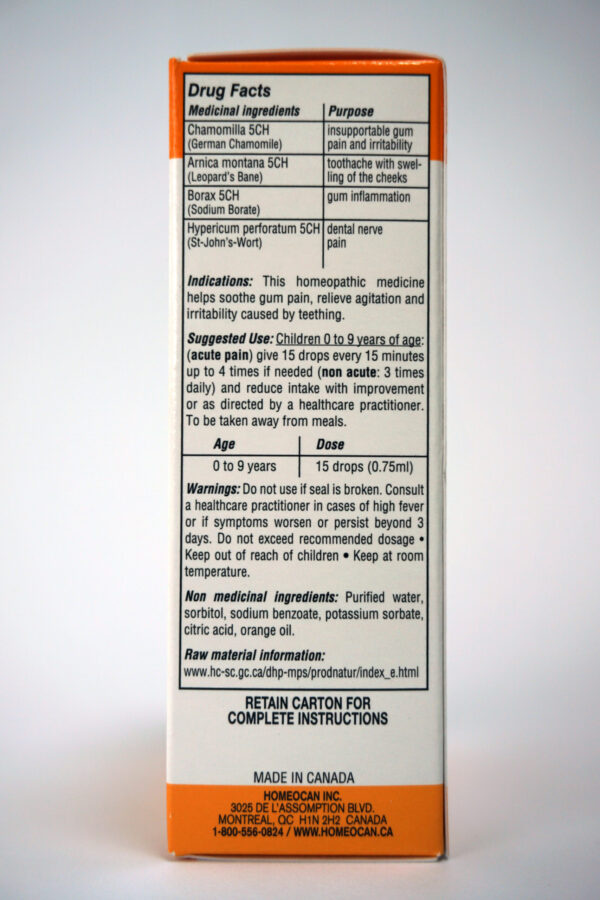 Drug Facts
Medicinal ingredients Purpose
Chamomilla 5CH insupportable gum
(German Chamomile) pain and irritability
Arnica montana 5CH toothache with swel-
(Leopard's Bane) ling of the cheeks
Borax 5CH gum inflammation
(Sodium Borate)
Hypericum perforatum 5CH dental nerve
(St-John's-Wort) pain
Indications: This homeopathic medicine
helps soothe gum pain, relieve agitation and
irritability caused by teething.
Suggested Use: Children 0 to 9 years of age:
(acute pain) give 15 drops every 15 minutes
up to 4 times if needed (non acute: 3 times
daily) and reduce intake with improvement
or as directed by a healthcare practitioner.
To be taken away from meals.
Age Dose
0 to 9 years 15 drops (0.75ml)
Warnings: Do not use if seal is broken. Consult
a healthcare practitioner in cases of high fever
or if symptoms worsen or persist beyond 3
days. Do not exceed recommended dosage •
Keep out of reach of children • Keep at room
temperature.
Non medicinal ingredients: Purified water,
sorbitol, sodium benzoate, potassium sorbate,
citric acid, orange oil.
Raw material information:
www.hc-sc.gc.ca/dhp-mps/prodnatur/index_e.html
RETAIN CARTON FOR
COMPLETE INSTRUCTIONS
MADE IN CANADA
HOMEOCAN INC.
3025 DE L'ASSOMPTION BLVD.
MONTREAL, QC H1N 2H2 CANADA
1-800-556-0824 / WWW.HOMEOCAN.CA